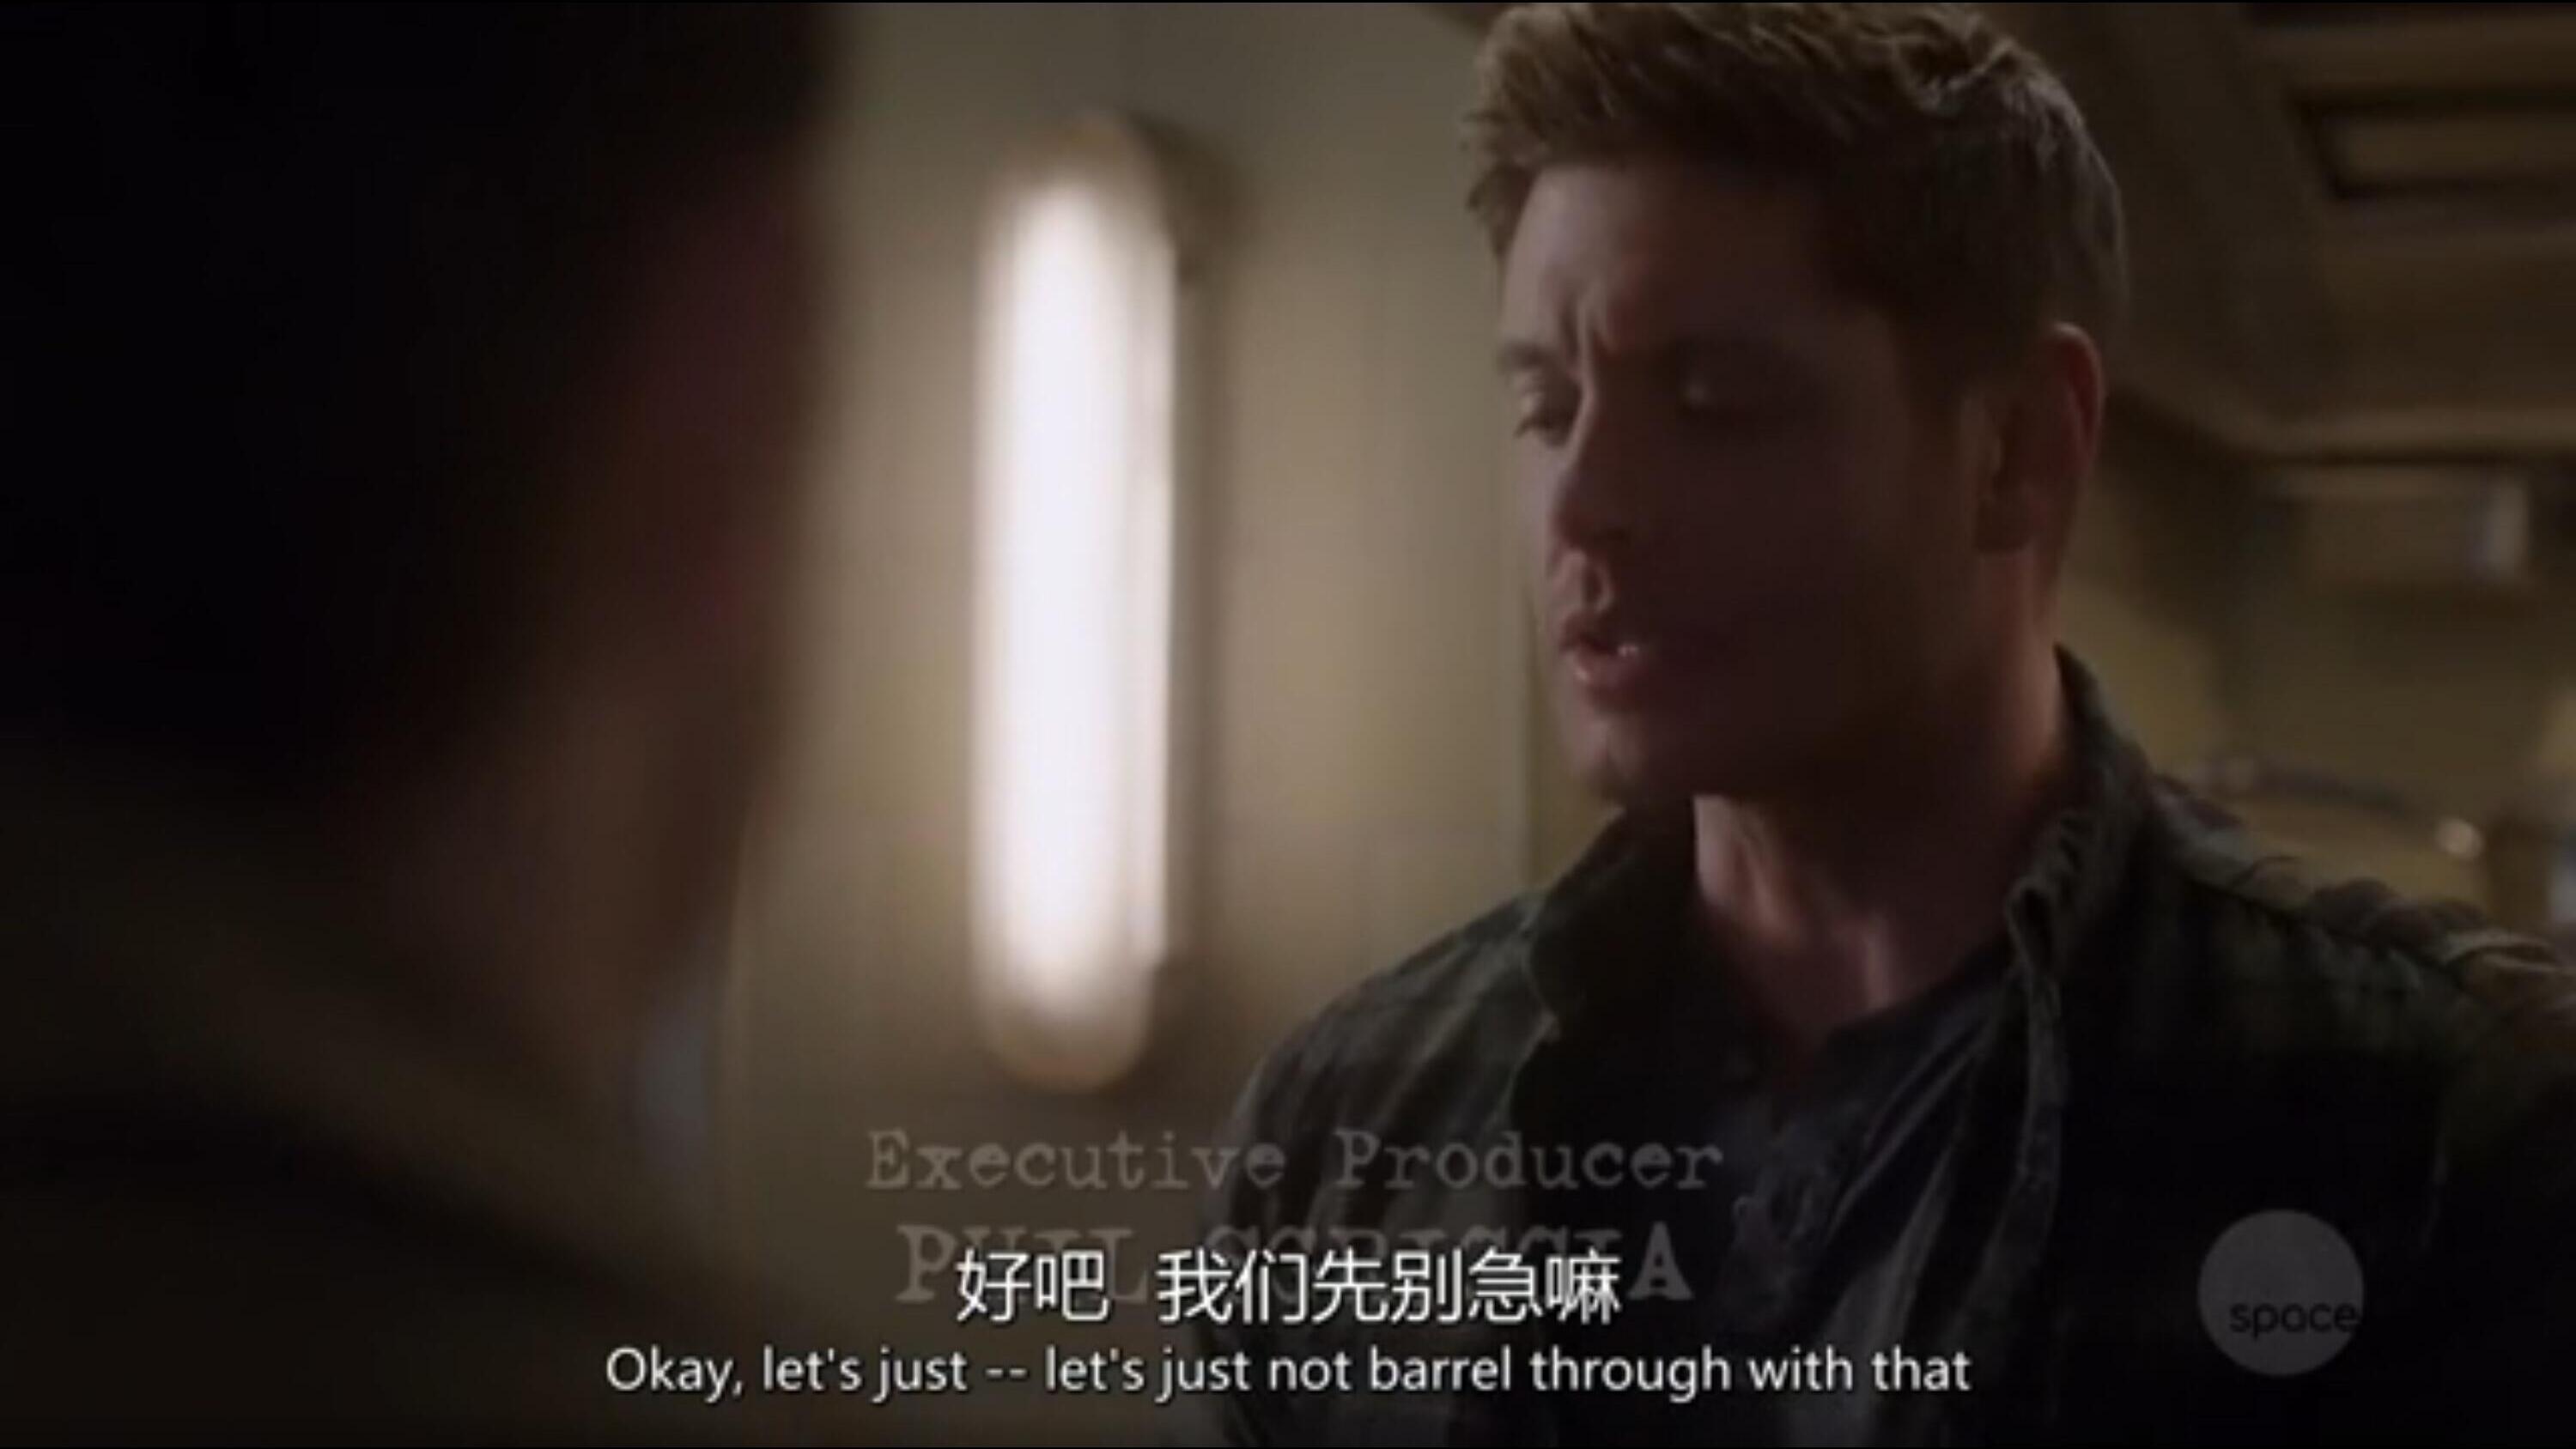 Executive Producer
好吧 我们先别急嘛
Okay, let's just -- let's just not barrel through with that
space